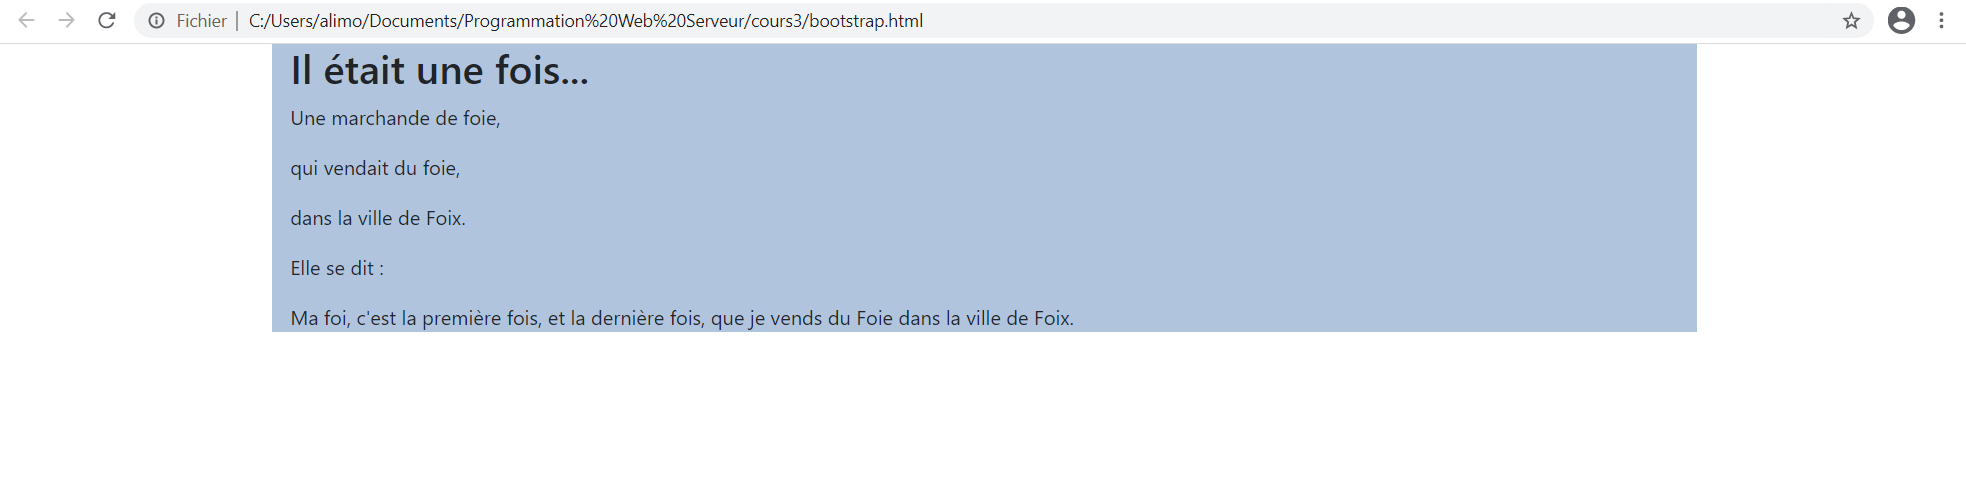 Fichier | C:/Users/alimo/Documents/Programmation%20Web%20Serveur/cours3/bootstrap.html
Il était une fois...
Une marchande de foie,
qui vendait du foie,
dans la ville de Foix.
Elle se dit :
Ma foi, c'est la première fois, et la dernière fois, que je vends du Foie dans la ville de Foix.